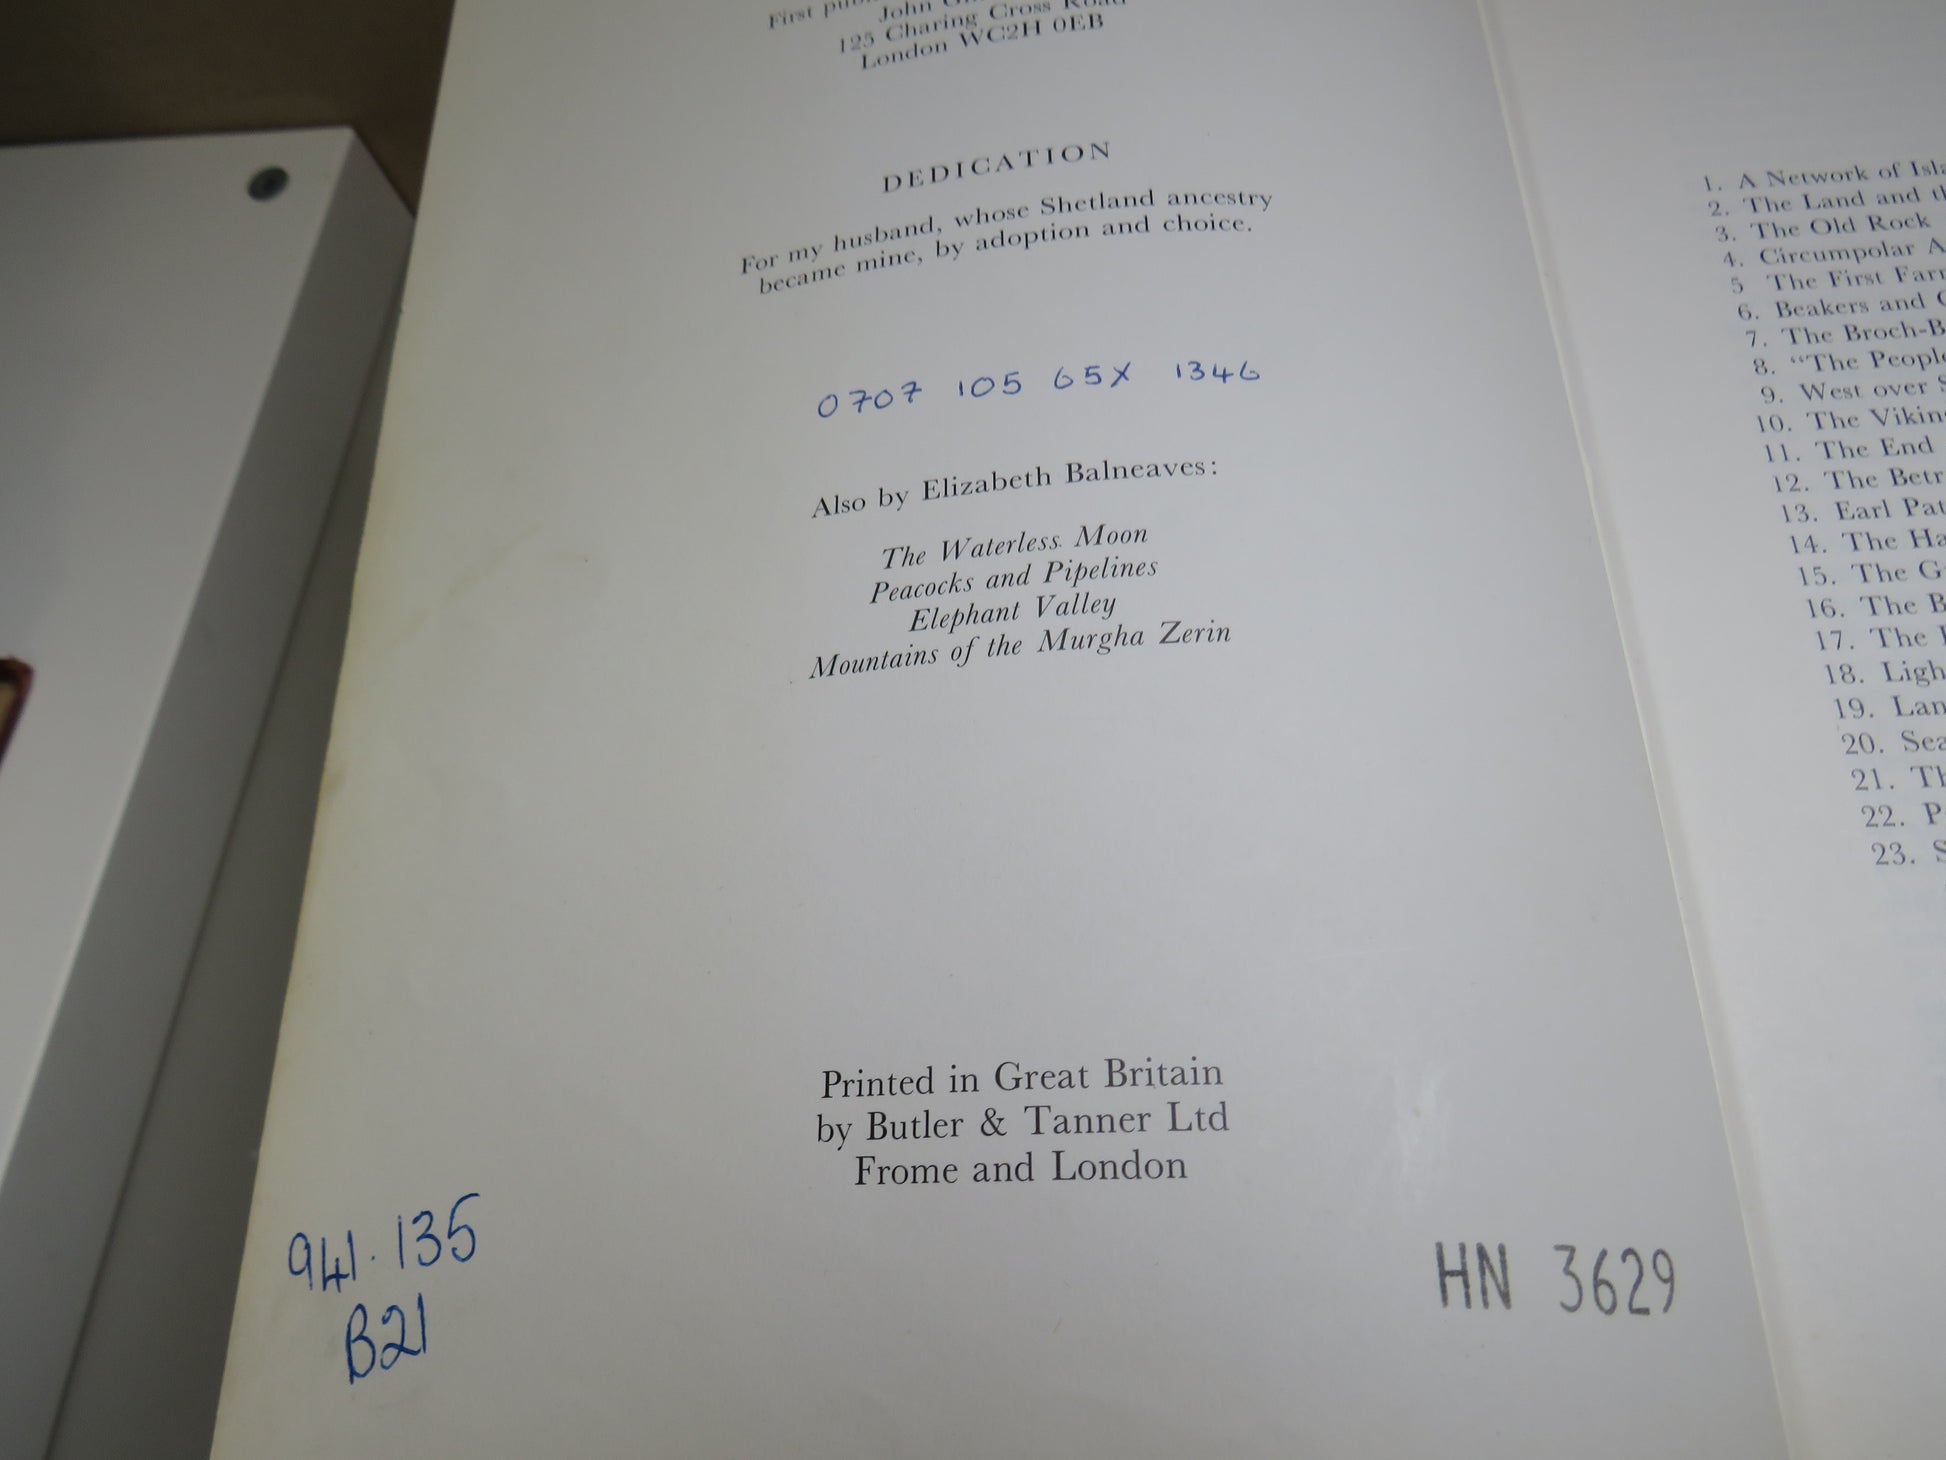 First
John
125 Charing Cross Road
London WC2H 0EB
DEDICATION
For my husband, whose Shetland ancestry
became mine, by adoption and choice.
0707 105 65X 1346
Also by Elizabeth Balneaves:
The Waterless Moon
Peacocks and Pipelines
Elephant Valley
Mountains of the Murgha Zerin
Printed in Great Britain
by Butler & Tanner Ltd
Frome and London
941.135
B21
HN 3629
1. A Network of
2. The Land and
3. The Old Rock
4. Circumpolar
5 The First
6. Beakers and
7. The
8. "The
9. West over
10. The
11. The End
12. The
13. Earl
14. The
15. The
16. The
17. The
18.
19.
20.
21.
22.
23.